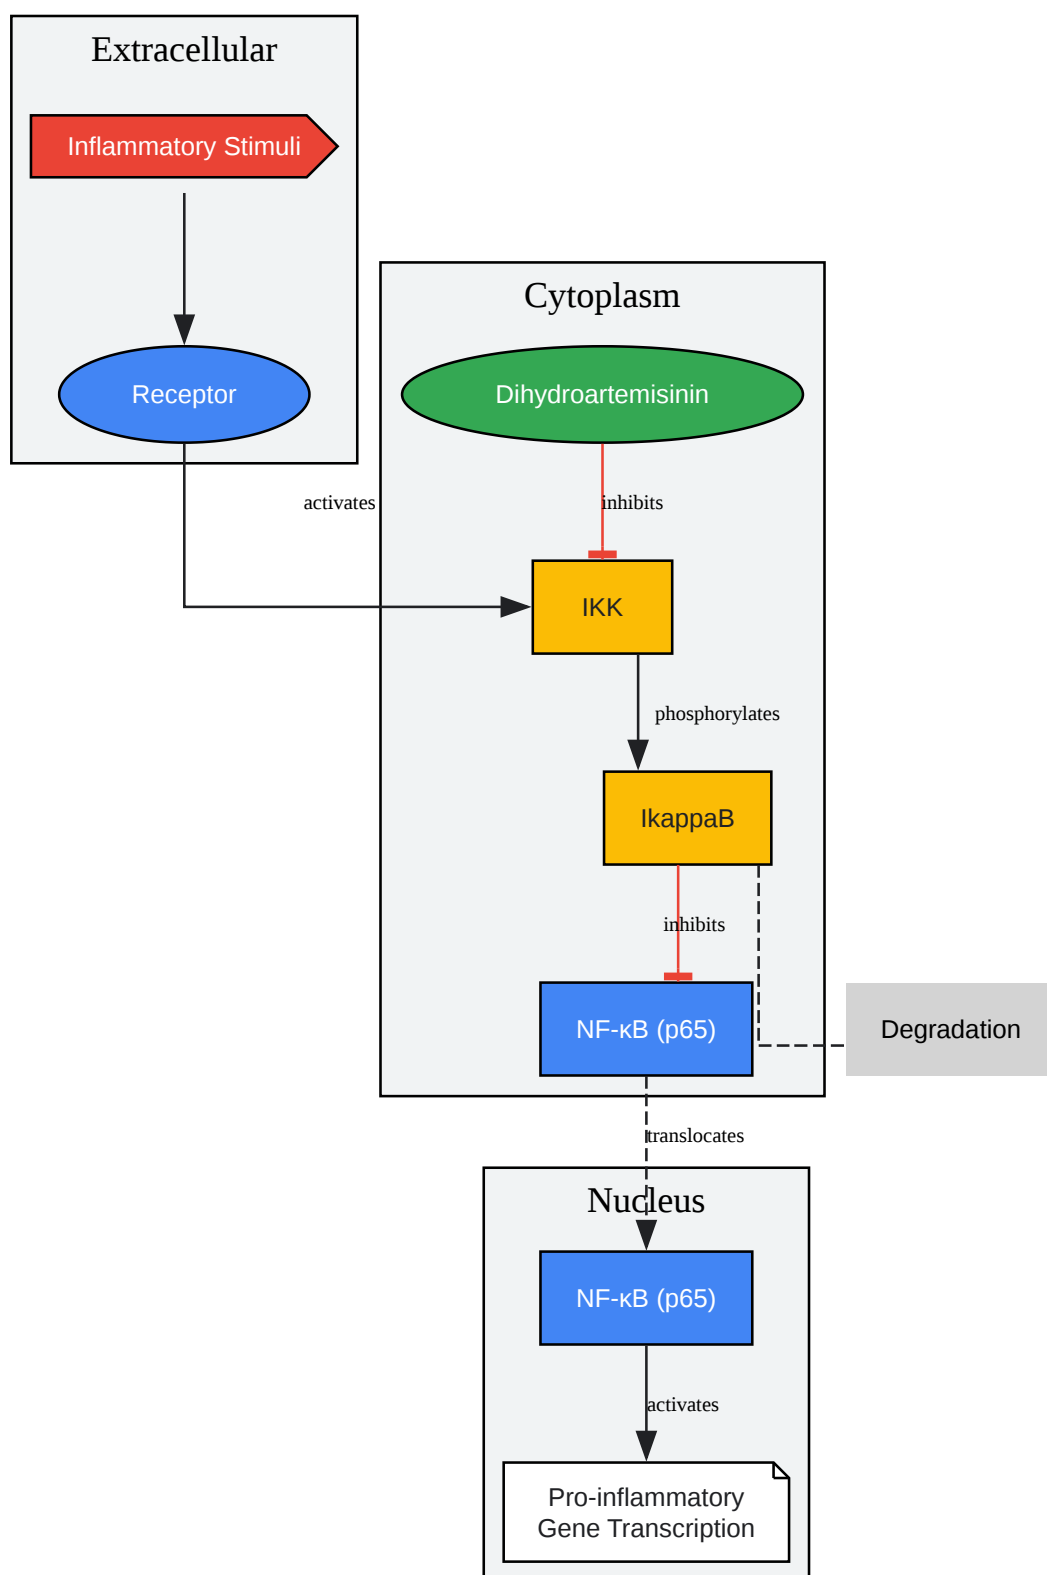 Extracellular
Inflammatory Stimuli
Cytoplasm
Receptor
Dihydroartemisinin
activates
inhibits
IKK
phosphorylates
IkappaB
inhibits
NF-κB (p65)
Degradation
translocates
Nucleus
NF-κB (p65)
activates
Pro-inflammatory
Gene Transcription